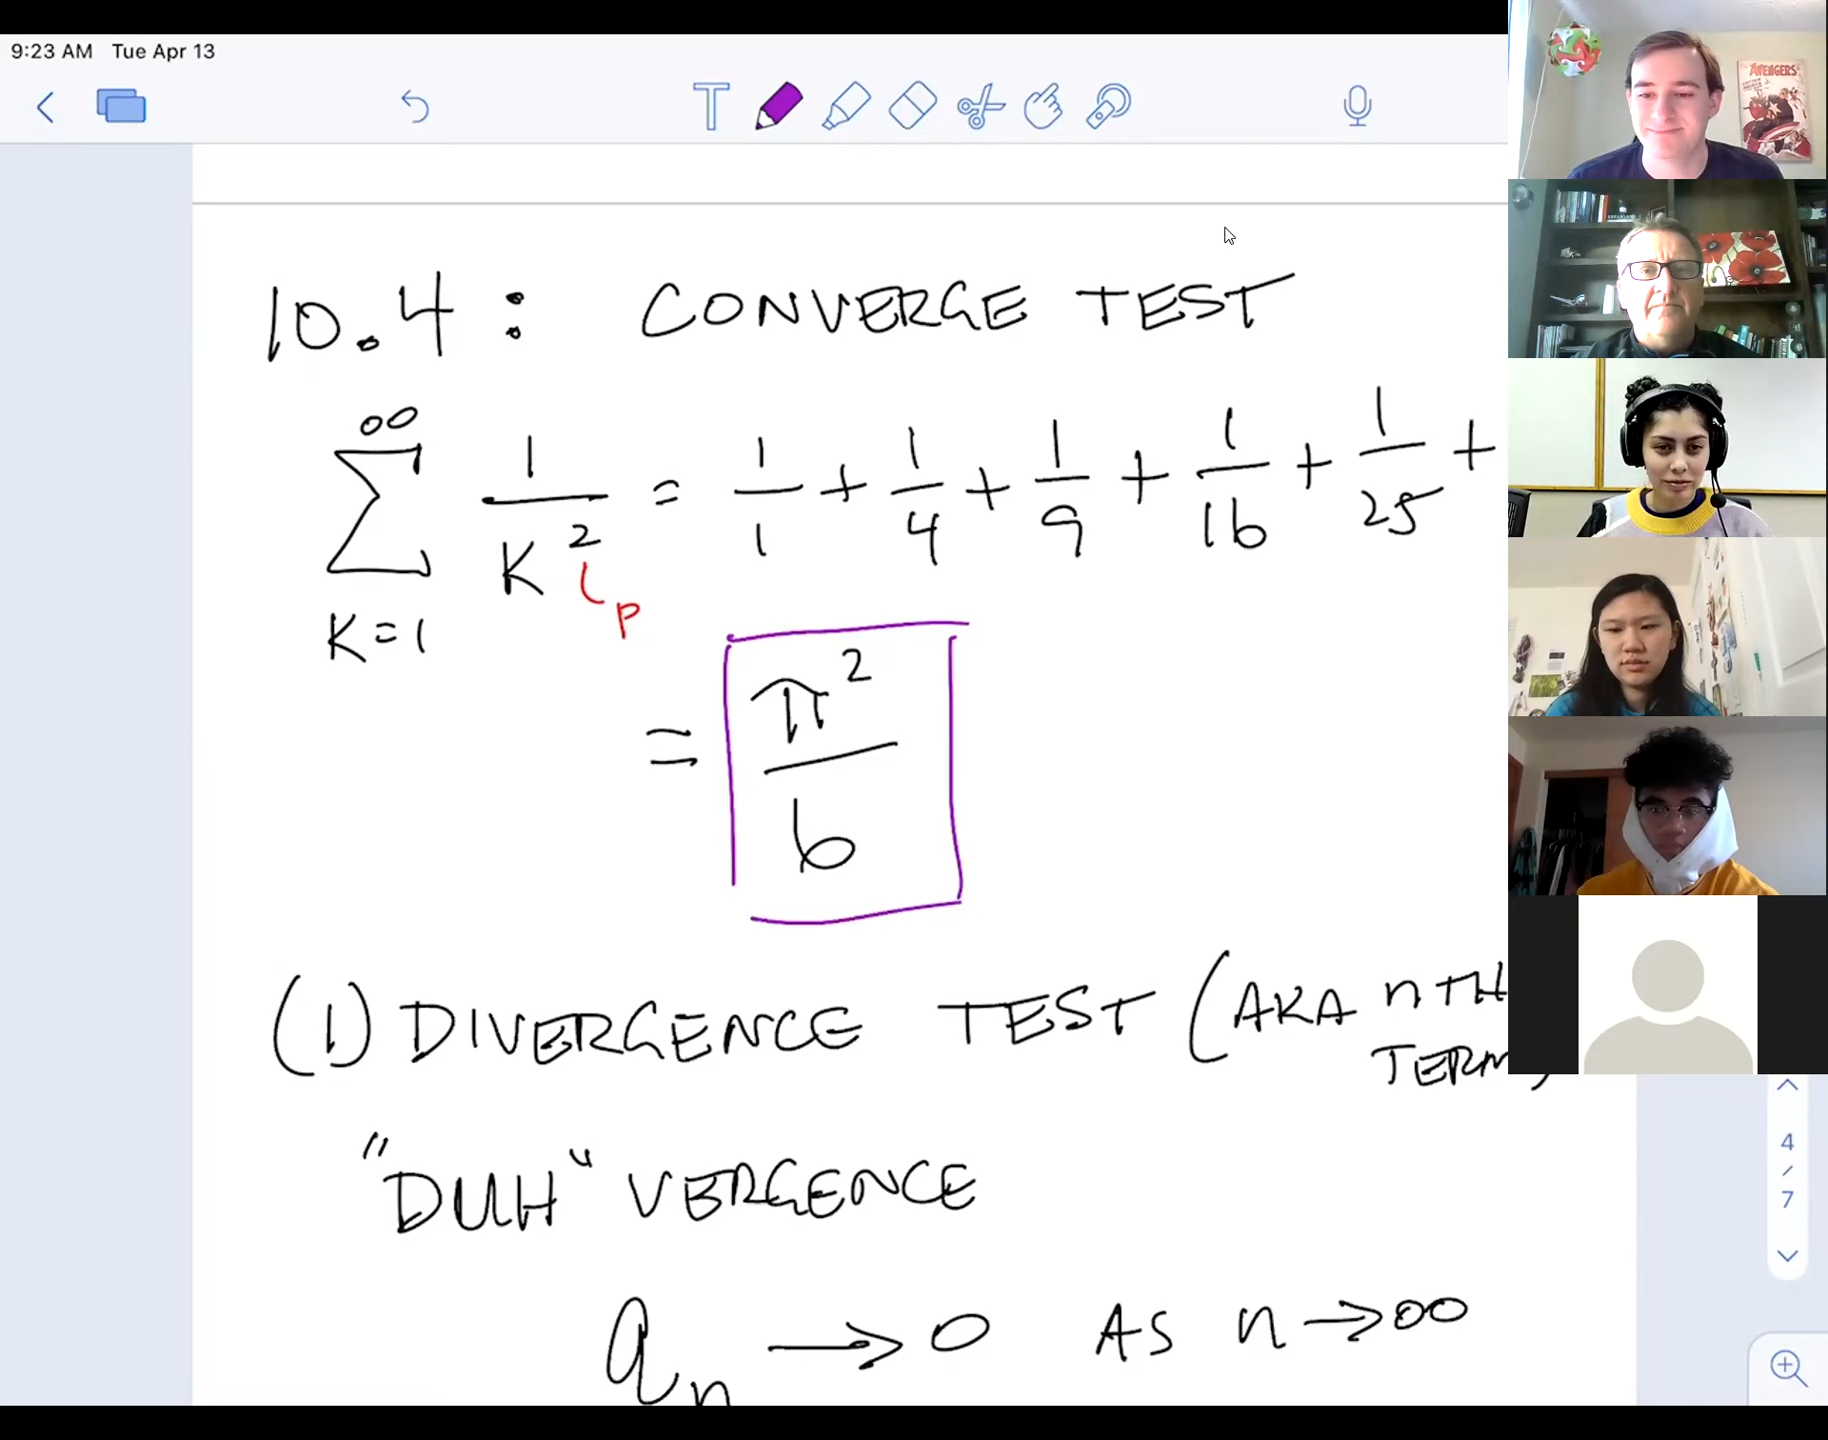 9:23 AM Tue Apr 13
AVENGERS
10.4 : CONVERGE TEST
∞
Σ 1/K² = 1/1 + 1/4 + 1/9 + 1/16 + 1/25 +
K=1
p
= π²/6
(1) DIVERGENCE TEST (AKA nTH
TERM)
"DUH" VERGENCE
4
/
7
aₙ → 0 AS n → ∞